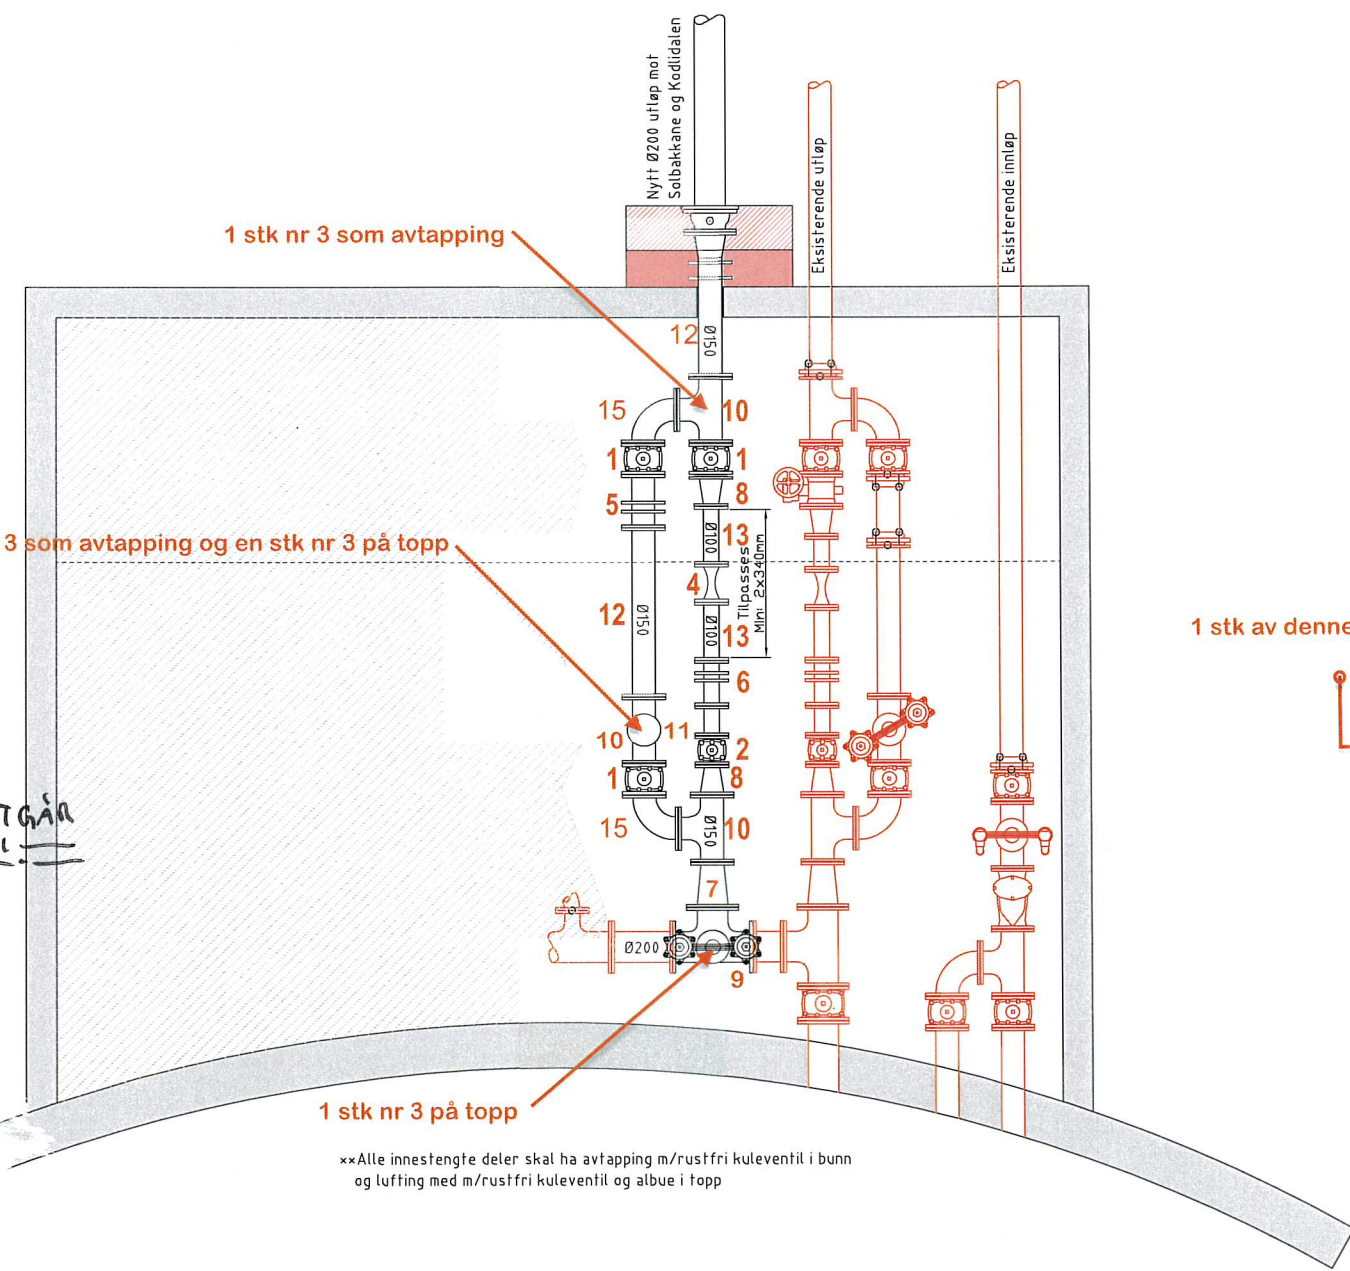 Nytt Ø200 utløp mot
Solbakkane og Kodlidalen
Eksisterende utløp
Eksisterende innløp
1 stk nr 3 som avtapping
12
Ø150
15
10
1
1
5
8
3 som avtapping og en stk nr 3 på topp
Ø100
13
Tilpasses
Min: 2x340mm
4
12
Ø150
Ø100
13
1 stk av denne
6
10
11
2
1
8
GÅR
15
Ø150
10
7
Ø200
9
1 stk nr 3 på topp
××Alle innestengte deler skal ha avtapping m/rustfri kuleventil i bunn
og lufting med m/rustfri kuleventil og albue i topp